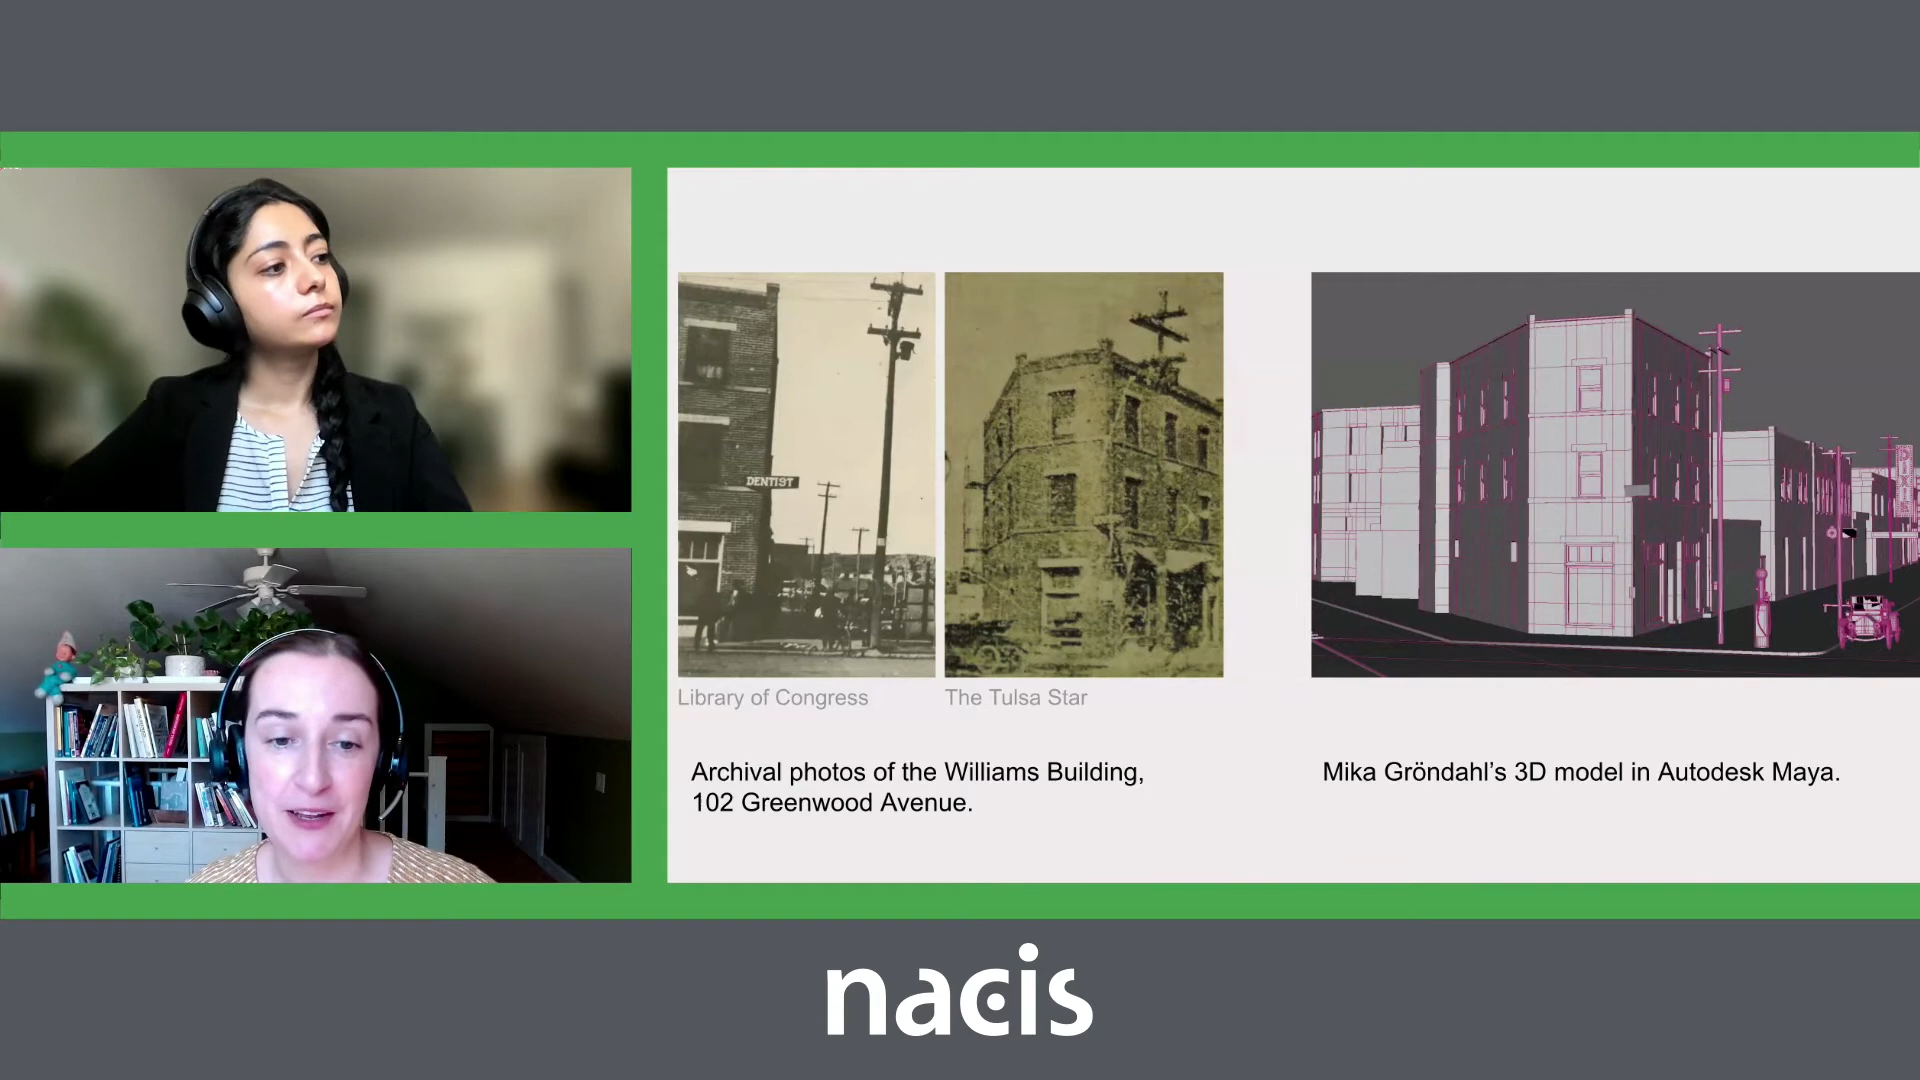 DENTIST
DIXIE
Library of Congress
The Tulsa Star
Archival photos of the Williams Building,
102 Greenwood Avenue.
Mika Gröndahl’s 3D model in Autodesk Maya.
nacis